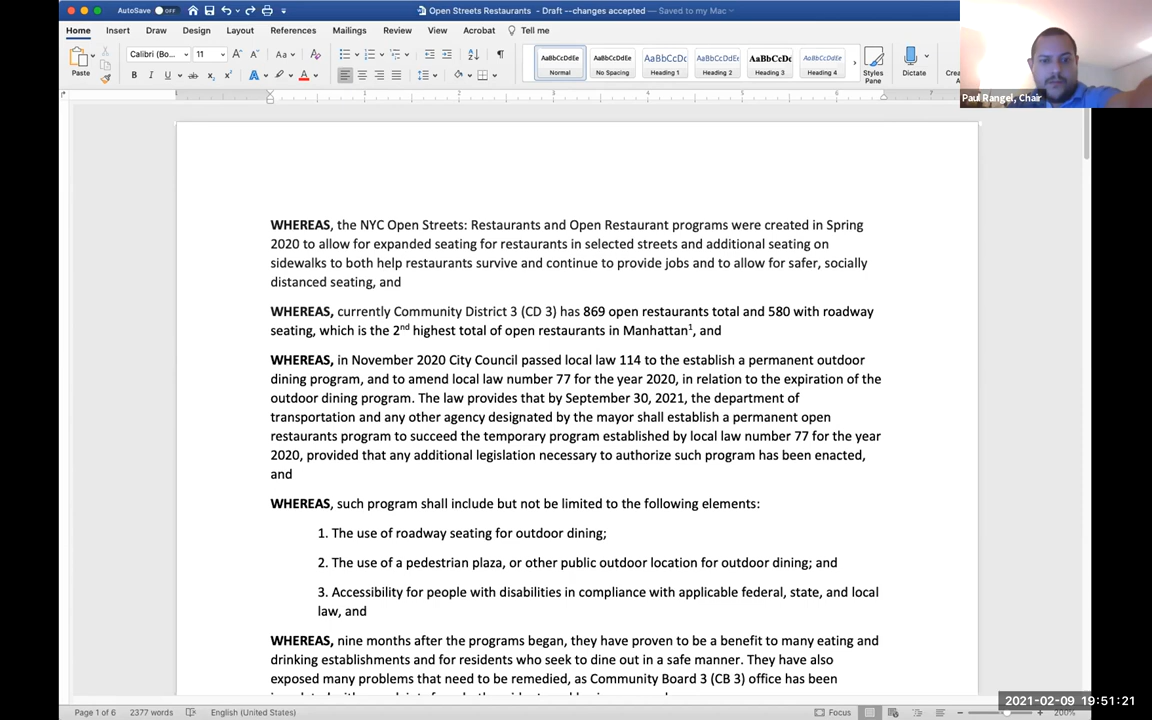 AutoSave OFF
Open Streets Restaurants - Draft --changes accepted — Saved to my Mac
Home Insert Draw Design Layout References Mailings Review View Acrobat Tell me
Paste
Calibri (Bo... 11
AaBbCcDdEe Normal
AaBbCcDdEe No Spacing
AaBbCcDc Heading 1
AaBbCcDdEe Heading 2
AaBbCcDc Heading 3
AaBbCcDdEe Heading 4
Styles Pane
Dictate
Paul Rangel, Chair
WHEREAS, the NYC Open Streets: Restaurants and Open Restaurant programs were created in Spring
2020 to allow for expanded seating for restaurants in selected streets and additional seating on
sidewalks to both help restaurants survive and continue to provide jobs and to allow for safer, socially
distanced seating, and
WHEREAS, currently Community District 3 (CD 3) has 869 open restaurants total and 580 with roadway
seating, which is the 2nd highest total of open restaurants in Manhattan1, and
WHEREAS, in November 2020 City Council passed local law 114 to the establish a permanent outdoor
dining program, and to amend local law number 77 for the year 2020, in relation to the expiration of the
outdoor dining program. The law provides that by September 30, 2021, the department of
transportation and any other agency designated by the mayor shall establish a permanent open
restaurants program to succeed the temporary program established by local law number 77 for the year
2020, provided that any additional legislation necessary to authorize such program has been enacted,
and
WHEREAS, such program shall include but not be limited to the following elements:
1. The use of roadway seating for outdoor dining;
2. The use of a pedestrian plaza, or other public outdoor location for outdoor dining; and
3. Accessibility for people with disabilities in compliance with applicable federal, state, and local
law, and
WHEREAS, nine months after the programs began, they have proven to be a benefit to many eating and
drinking establishments and for residents who seek to dine out in a safe manner. They have also
exposed many problems that need to be remedied, as Community Board 3 (CB 3) office has been
Page 1 of 6 2377 words English (United States) Focus 200%
2021-02-09 19:51:21